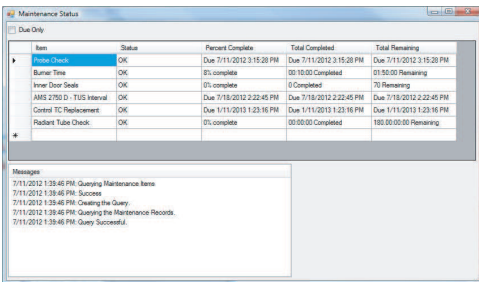 Maintenance Status
Due Only
Item Status Percent Complete Total Completed Total Remaining
Probe Check OK Due 7/11/2012 3:15:28 PM Due 7/11/2012 3:15:28 PM Due 7/11/2012 3:15:28 PM
Burner Time OK 8% complete 00:10:00 Completed 01:50:00 Remaining
Inner Door Seals OK 0% complete 0 Completed 70 Remaining
AMS 2750 D - TUS Interval OK Due 7/18/2012 2:22:45 PM Due 7/18/2012 2:22:45 PM Due 7/18/2012 2:22:45 PM
Control TC Replacement OK Due 1/11/2013 1:23:16 PM Due 1/11/2013 1:23:16 PM Due 1/11/2013 1:23:16 PM
Radiant Tube Check OK 0% complete 00:00:00 Completed 180.00:00:00 Remaining
Messages
7/11/2012 1:39:46 PM: Querying Maintenance Items
7/11/2012 1:39:46 PM: Success
7/11/2012 1:39:46 PM: Creating the Query.
7/11/2012 1:39:46 PM: Querying the Maintenance Records.
7/11/2012 1:39:46 PM: Query Successful.